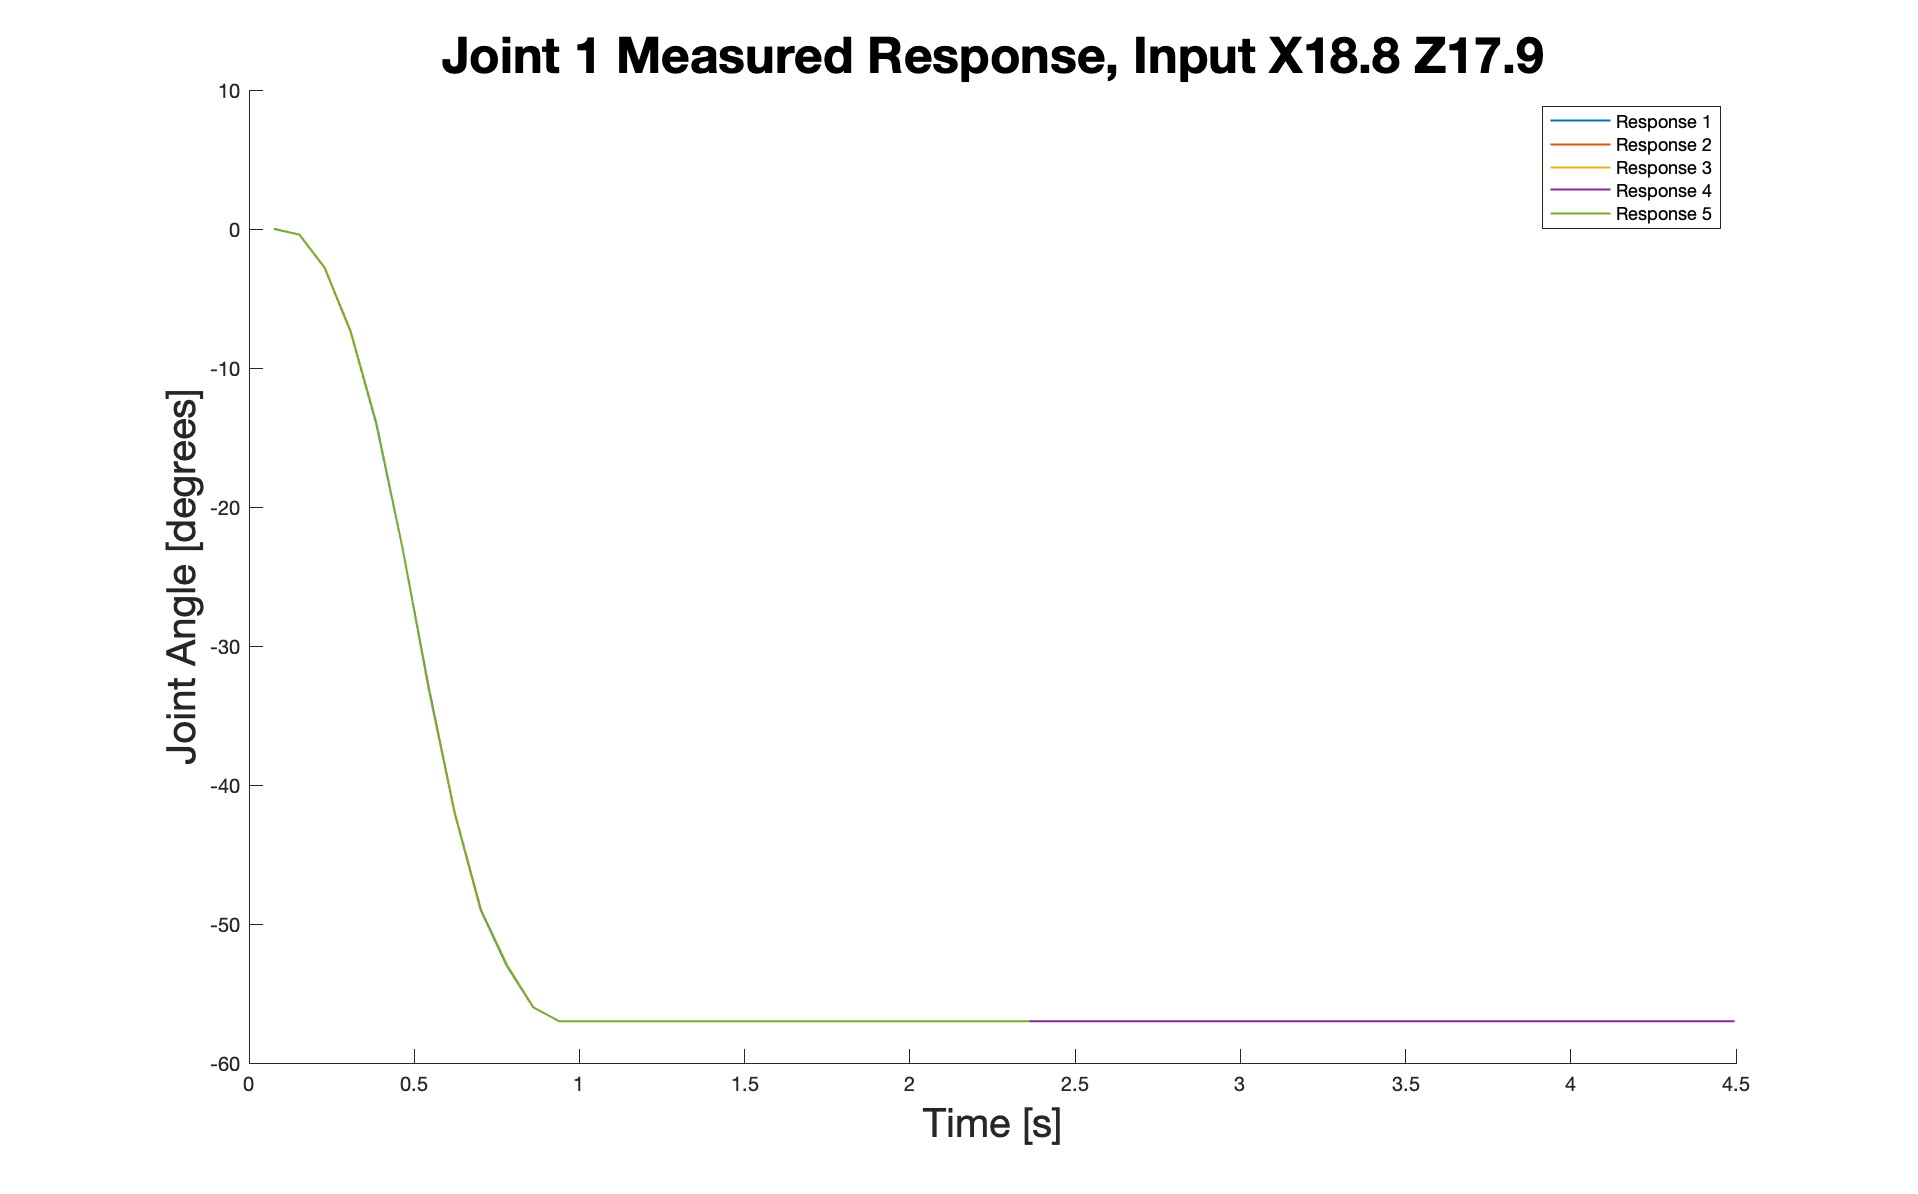 Joint 1 Measured Response, Input X18.8 Z17.9
Response 1
Response 2
Response 3
Response 4
Response 5
10
0
-10
-20
-30
-40
-50
-60
Joint Angle [degrees]
0 0.5 1 1.5 2 2.5 3 3.5 4 4.5
Time [s]